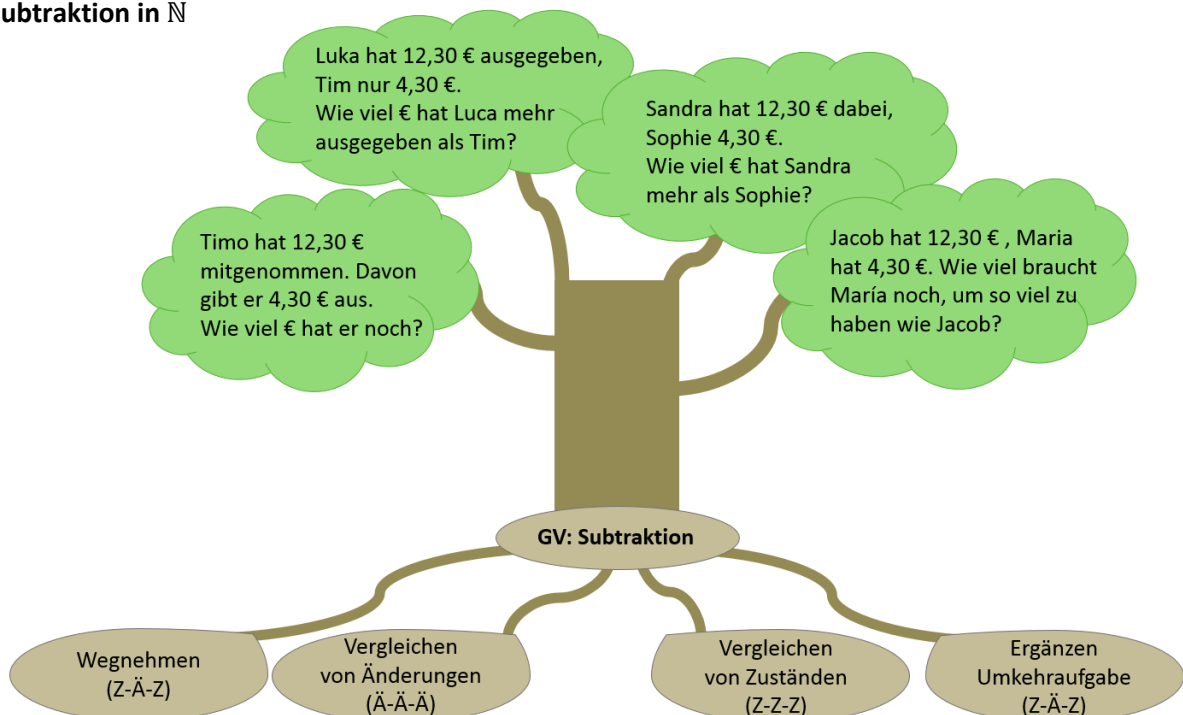 ubtraktion in ℕ
Luka hat 12,30 € ausgegeben,
Tim nur 4,30 €.
Wie viel € hat Luca mehr
ausgegeben als Tim?
Sandra hat 12,30 € dabei,
Sophie 4,30 €.
Wie viel € hat Sandra
mehr als Sophie?
Timo hat 12,30 €
mitgenommen. Davon
gibt er 4,30 € aus.
Wie viel € hat er noch?
Jacob hat 12,30 € , Maria
hat 4,30 €. Wie viel braucht
María noch, um so viel zu
haben wie Jacob?
GV: Subtraktion
Wegnehmen
(Z-Ä-Z)
Vergleichen
von Änderungen
(Ä-Ä-Ä)
Vergleichen
von Zuständen
(Z-Z-Z)
Ergänzen
Umkehraufgabe
(Z-Ä-Z)